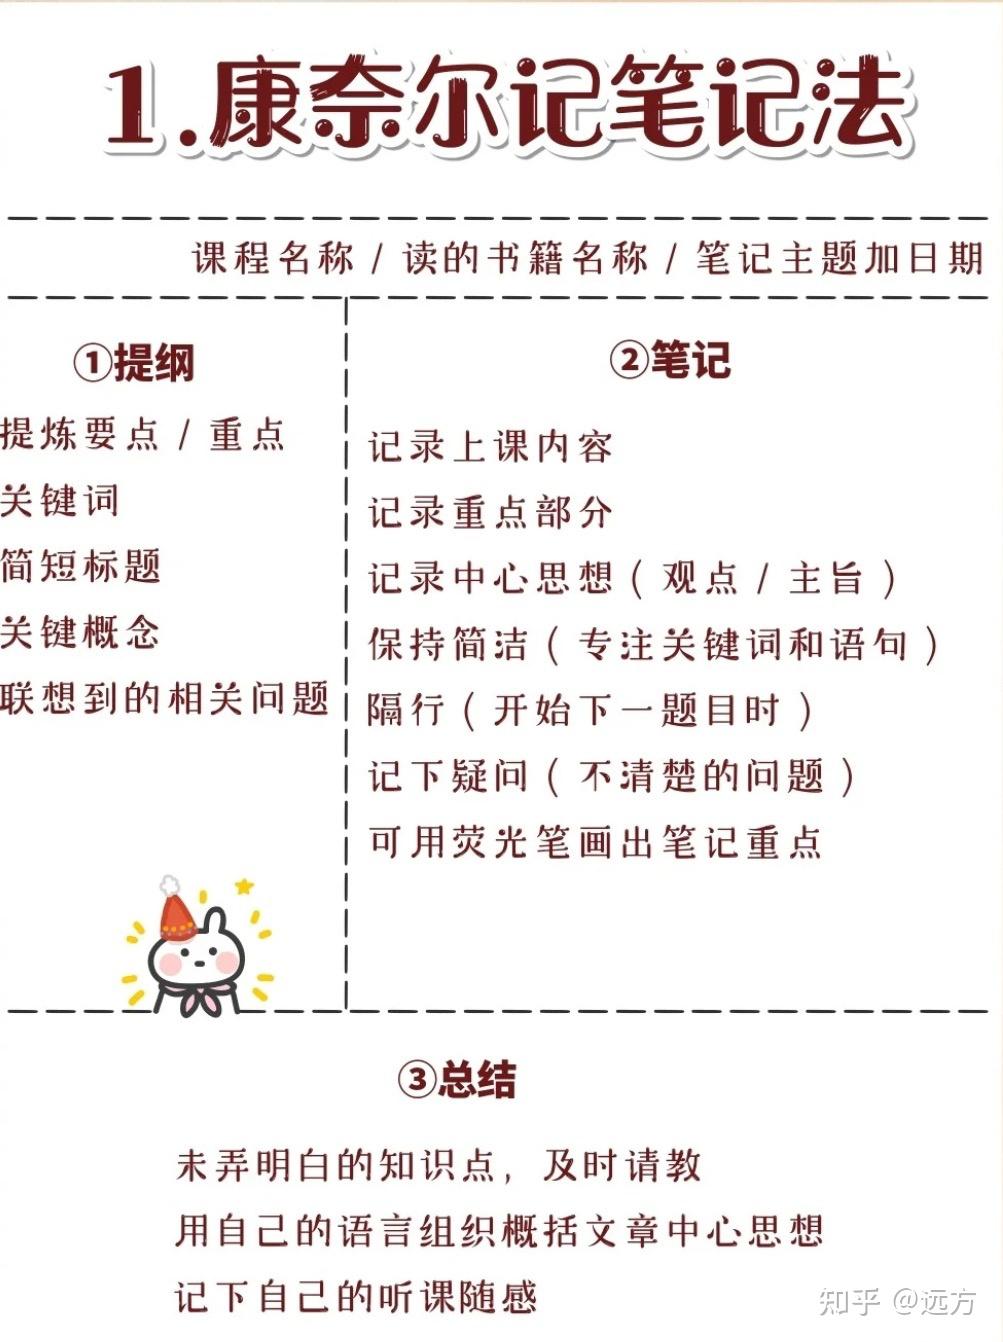 1.康奈尔记笔记法
课程名称 / 读的书籍名称 / 笔记主题加日期
①提纲
提炼要点 / 重点
关键词
简短标题
关键概念
联想到的相关问题
②笔记
记录上课内容
记录重点部分
记录中心思想（观点 / 主旨）
保持简洁（专注关键词和语句）
隔行（开始下一题目时）
记下疑问（不清楚的问题）
可用荧光笔画出笔记重点
③总结
未弄明白的知识点，及时请教
用自己的语言组织概括文章中心思想
记下自己的听课随感
知乎 @远方